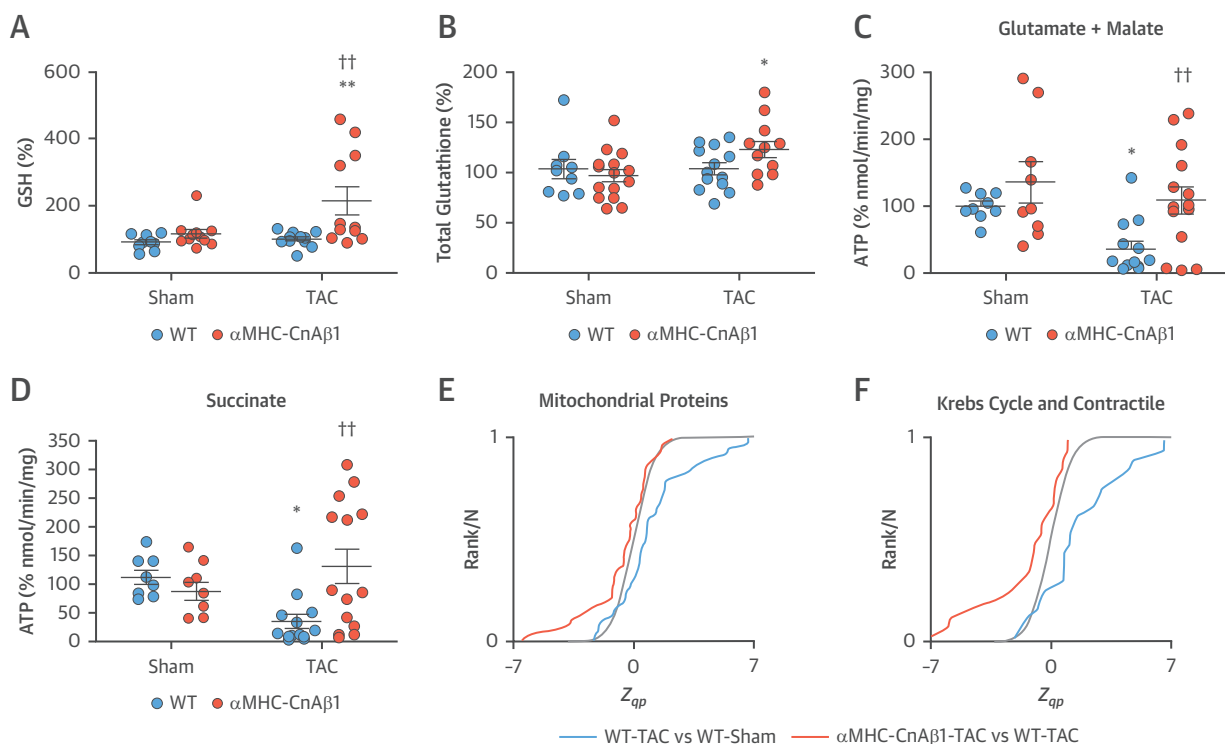 A
GSH (%)
600
400
200
0
††
**
Sham
TAC
WT
αMHC-CnAβ1
B
Total Glutathione (%)
200
150
100
50
0
*
Sham
TAC
WT
αMHC-CnAβ1
C
Glutamate + Malate
ATP (% nmol/min/mg)
300
200
100
0
*
††
Sham
TAC
WT
αMHC-CnAβ1
D
Succinate
ATP (% nmol/min/mg)
350
300
250
200
150
100
50
0
*
††
Sham
TAC
WT
αMHC-CnAβ1
E
Mitochondrial Proteins
Rank/N
1
0
-7
0
7
Zqp
F
Krebs Cycle and Contractile
Rank/N
1
0
-7
0
7
Zqp
WT-TAC vs WT-Sham
αMHC-CnAβ1-TAC vs WT-TAC